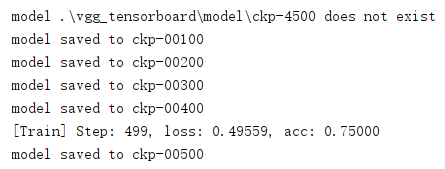 model .\vgg_tensorboard\model\ckp-4500 does not exist
model saved to ckp-00100
model saved to ckp-00200
model saved to ckp-00300
model saved to ckp-00400
[Train] Step: 499, loss: 0.49559, acc: 0.75000
model saved to ckp-00500